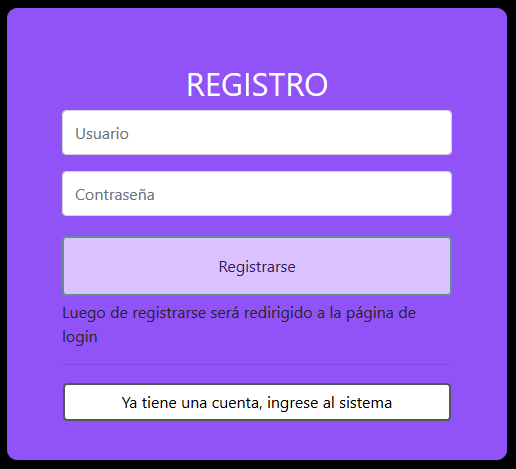 REGISTRO
Usuario
Contraseña
Registrarse
Luego de registrarse será redirigido a la página de
login
Ya tiene una cuenta, ingrese al sistema